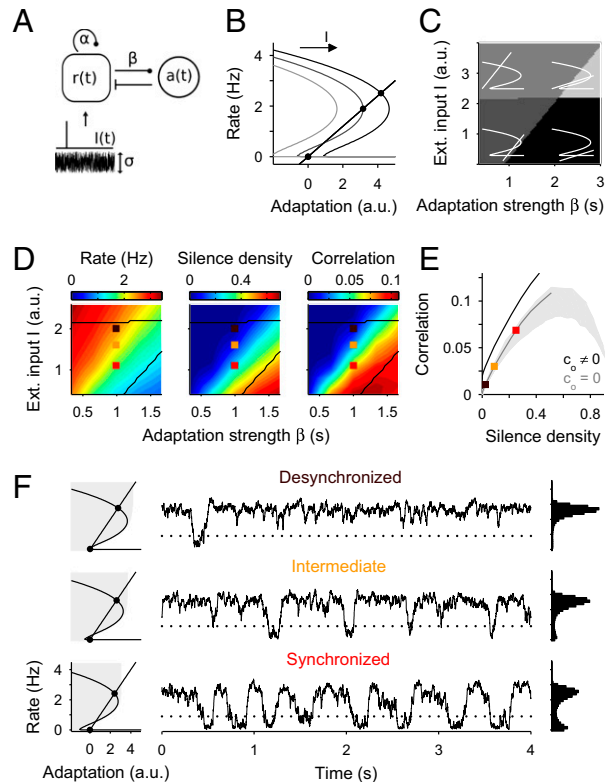 A
α
r(t)
β
a(t)
I(t)
σ
B
I
Rate (Hz)
4
2
0
0 2 4
Adaptation (a.u.)
C
Ext. input I (a.u.)
3
2
1
1 2 3
Adaptation strength β (s)
D
Rate (Hz)
0 2
Silence density
0 0.4
Correlation
0 0.05 0.1
Ext. input I (a.u.)
2
1
0.5 1 1.5
0.5 1 1.5
0.5 1 1.5
Adaptation strength β (s)
E
Correlation
0.1
0.05
0
0 0.5
c₀ ≠ 0
c₀ = 0
Silence density
F
Desynchronized
Intermediate
Synchronized
Rate (Hz)
4
2
0
0 2 4
Adaptation (a.u.)
0 1 2 3 4
Time (s)